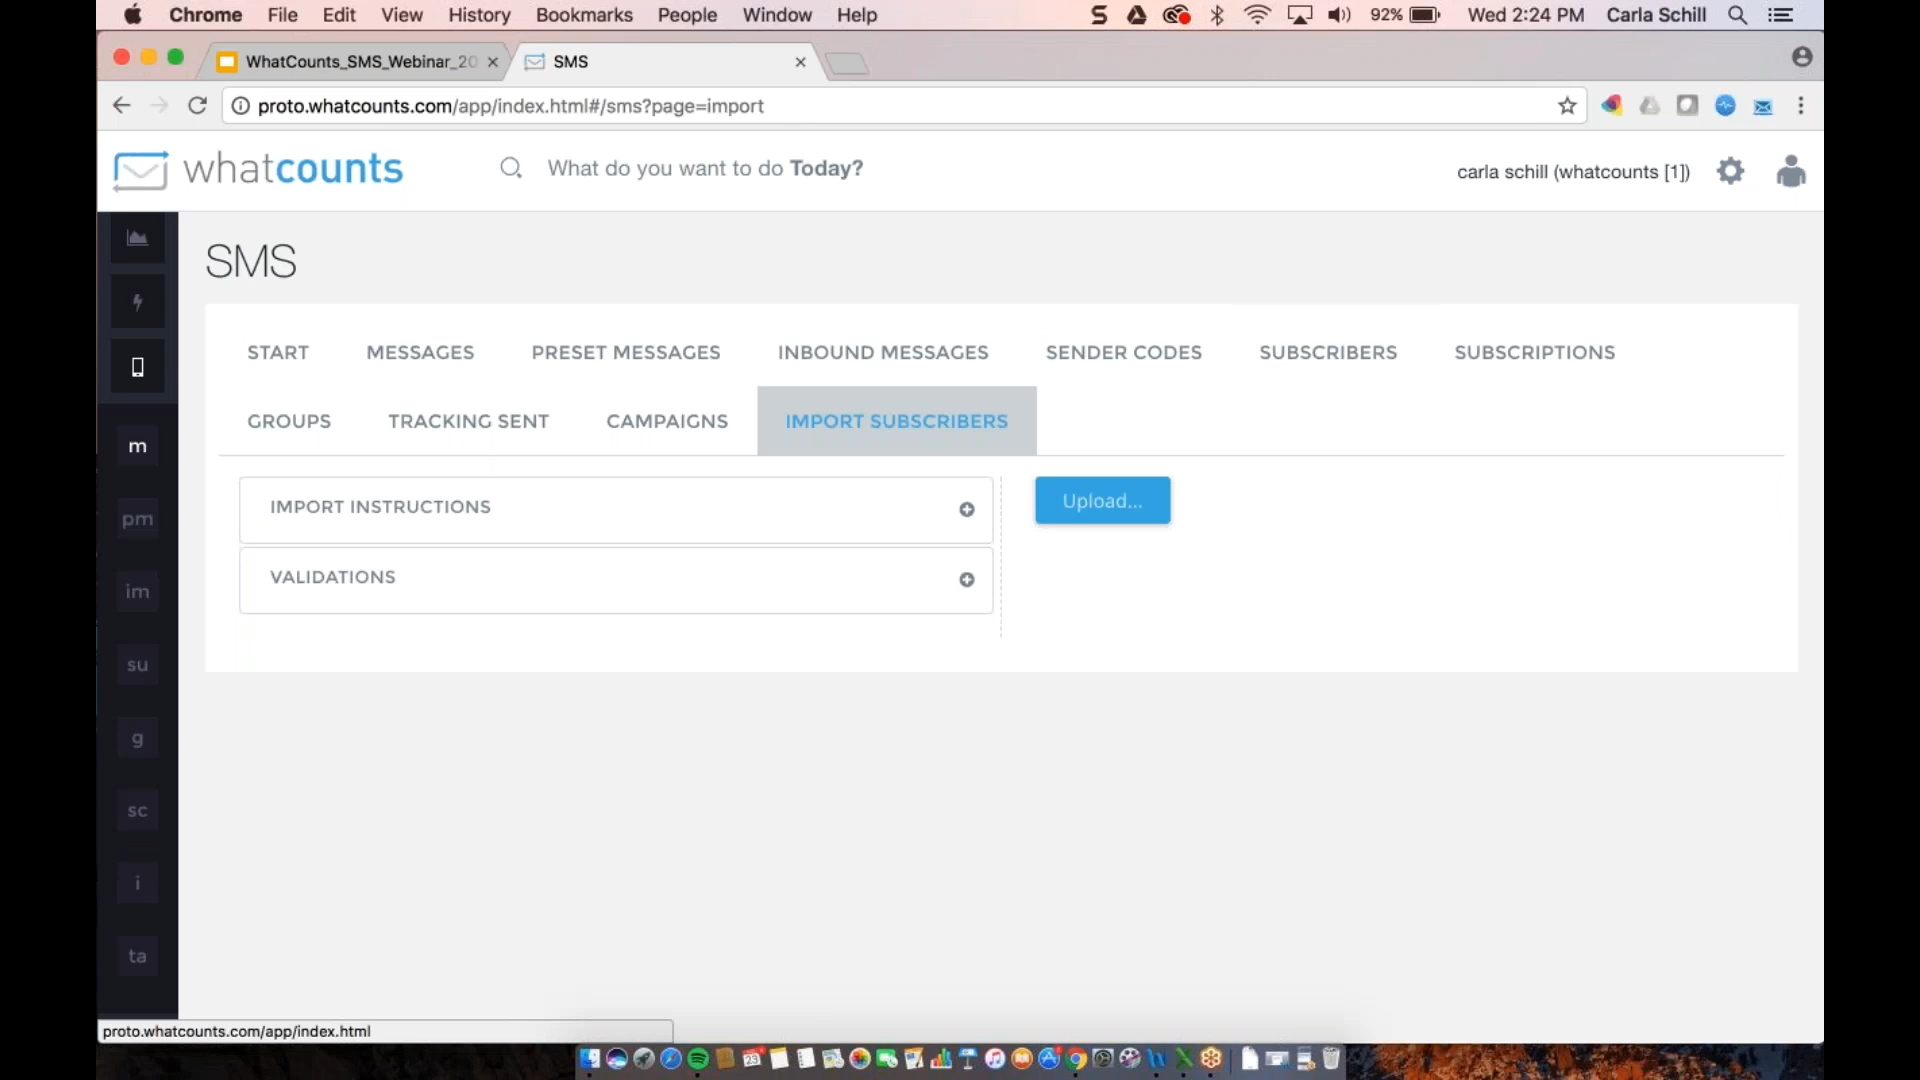 Chrome File Edit View History Bookmarks People Window Help 92% Wed 2:24 PM Carla Schill
WhatCounts_SMS_Webinar_20 SMS
proto.whatcounts.com/app/index.html#/sms?page=import
whatcounts What do you want to do Today? carla schill (whatcounts [1])
SMS
START MESSAGES PRESET MESSAGES INBOUND MESSAGES SENDER CODES SUBSCRIBERS SUBSCRIPTIONS
GROUPS TRACKING SENT CAMPAIGNS IMPORT SUBSCRIBERS
m
IMPORT INSTRUCTIONS Upload...
pm
VALIDATIONS
im
su
g
sc
i
ta
proto.whatcounts.com/app/index.html
23